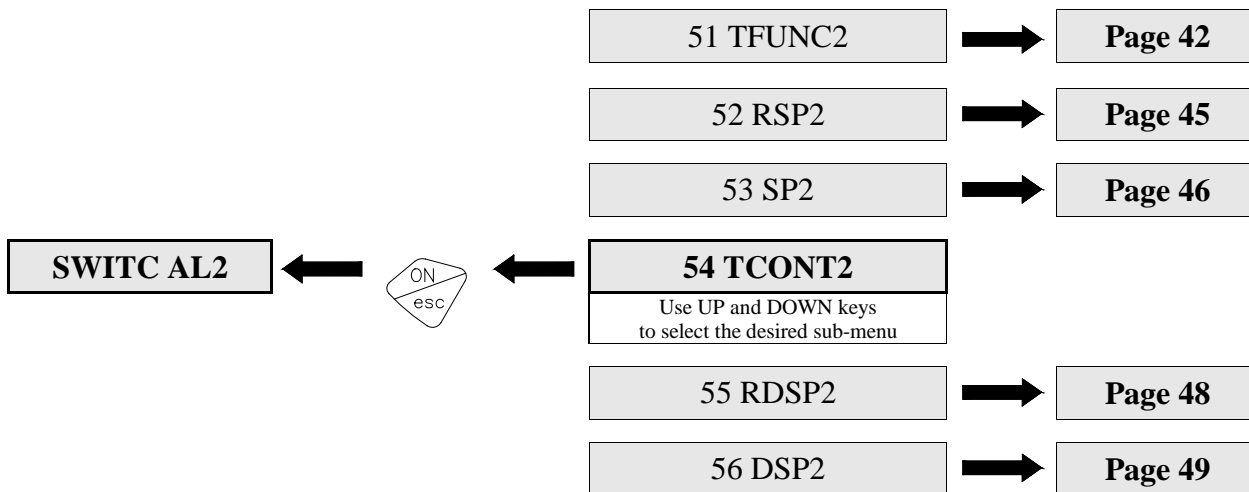 51 TFUNC2 Page 42
52 RSP2 Page 45
53 SP2 Page 46
SWITC AL2 ON esc 54 TCONT2
Use UP and DOWN keys
to select the desired sub-menu
55 RDSP2 Page 48
56 DSP2 Page 49